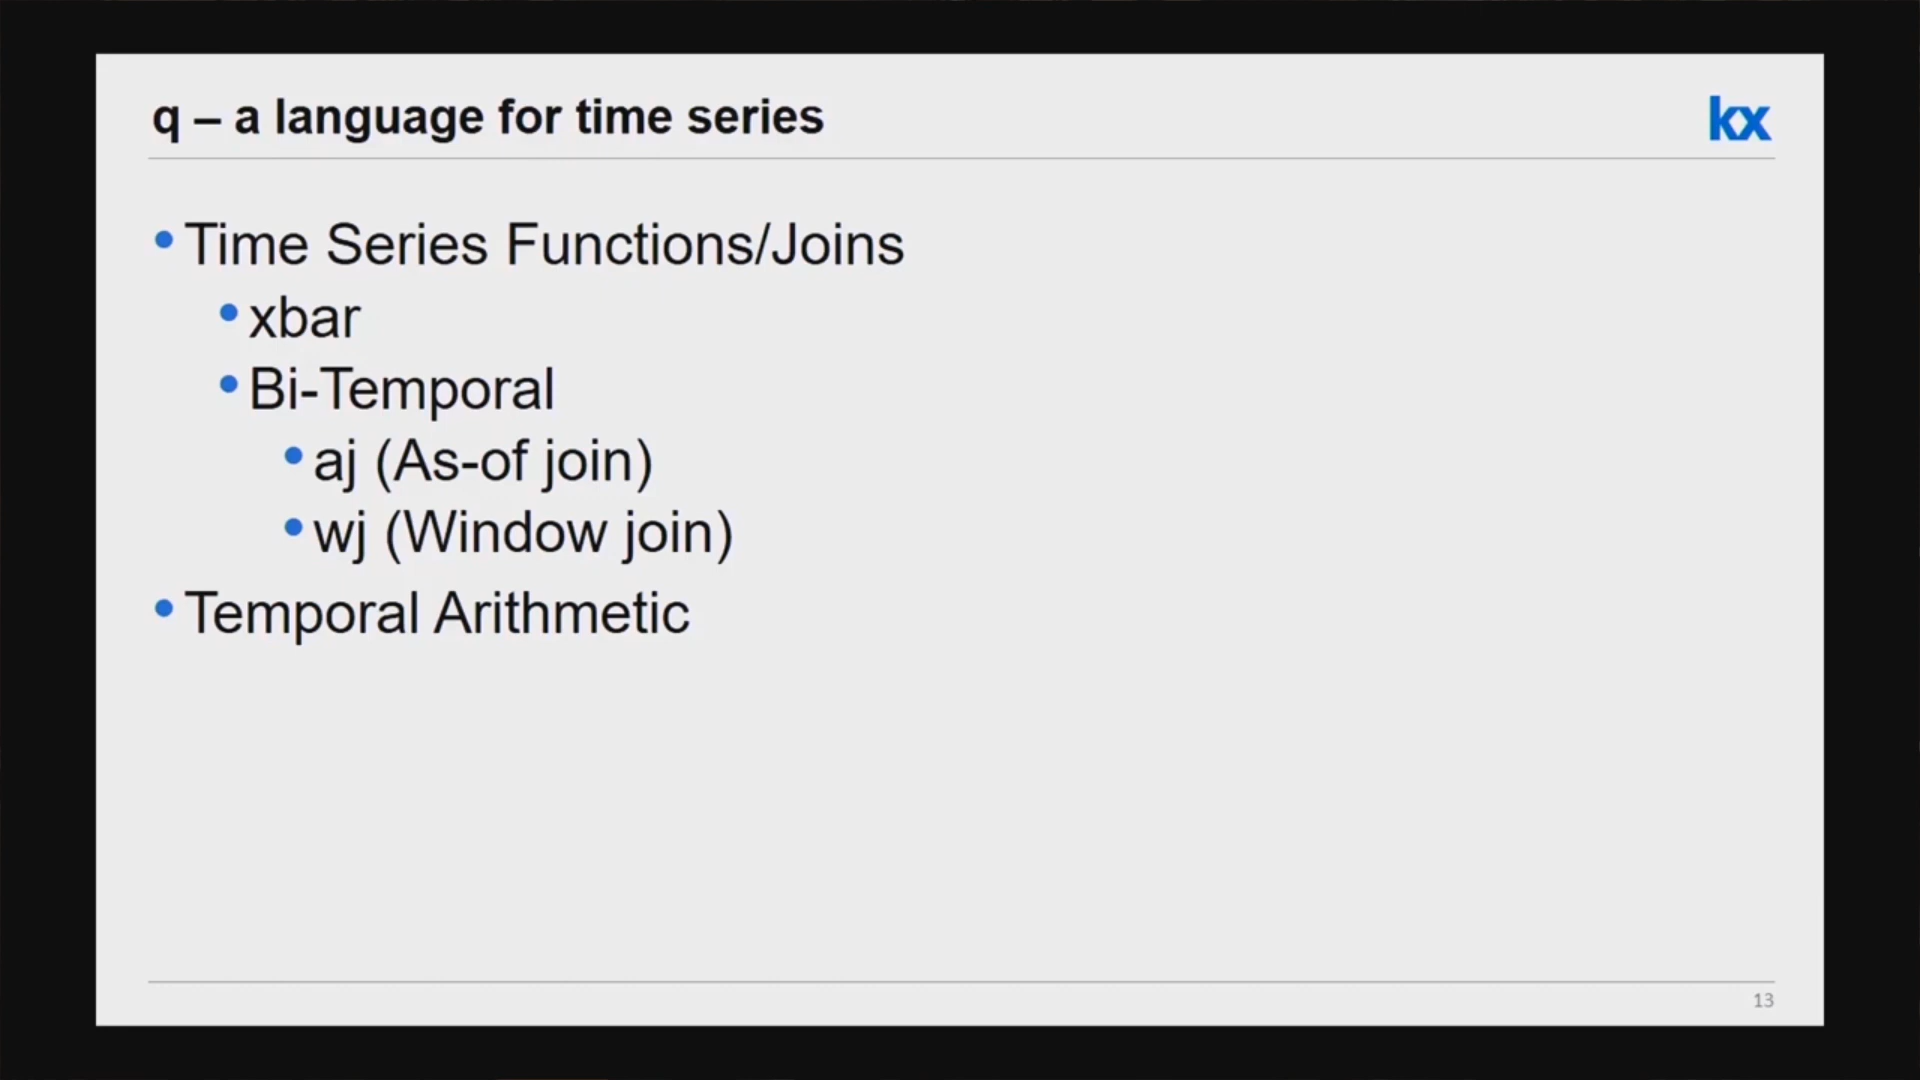 q – a language for time series
kx
• Time Series Functions/Joins
• xbar
• Bi-Temporal
• aj (As-of join)
• wj (Window join)
• Temporal Arithmetic
13